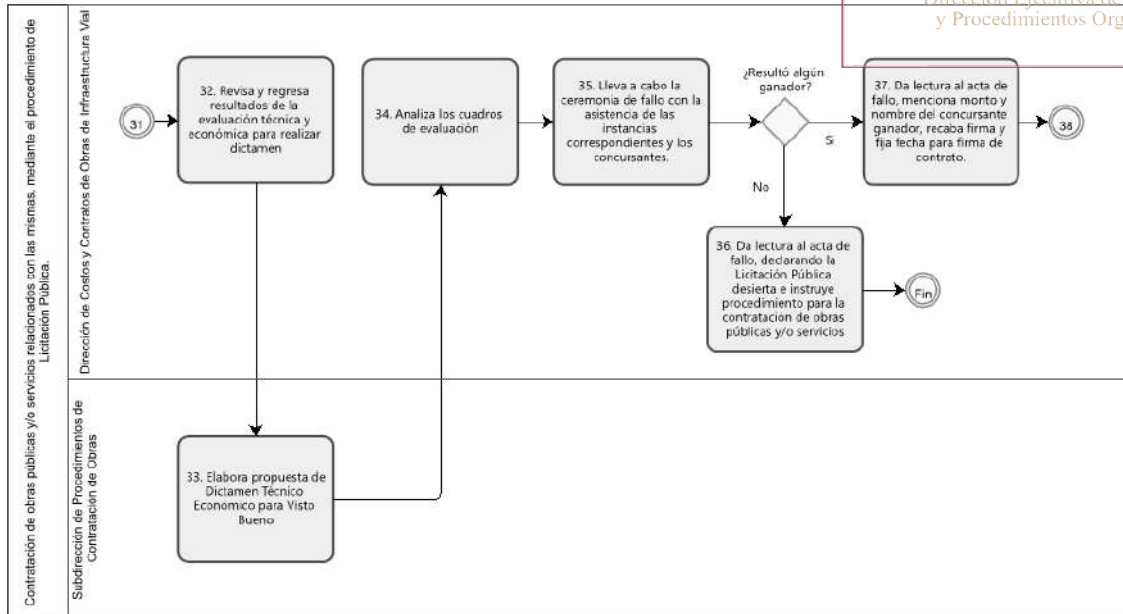 Dirección Ejecutiva de
y Procedimientos Org
Contratación de obras públicas y/o servicios relacionados con las mismas, mediante el procedimiento de
Licitación Pública.
Dirección de Costos y Contratos de Obras de Infraestructura Vial
31
32. Revisa y regresa
resultados de la
evaluación técnica y
económica para realizar
dictamen
34. Analiza los cuadros
de evaluación
35. Lleva a cabo la
ceremonia de fallo con la
asistencia de las
instancias
correspondientes y los
concursantes.
¿Resultó algún
ganador?
Si
No
37. Da lectura al acta de
fallo, menciona monto y
nombre del concursante
ganador, recaba firma y
fija fecha para firma de
contrato.
38
36. Da lectura al acta de
fallo, declarando la
Licitación Pública
desierta e instruye
procedimiento para la
contratación de obras
públicas y/o servicios
Fin
Subdirección de Procedimientos de
Contratación de Obras
33. Elabora propuesta de
Dictamen Técnico
Económico para Visto
Bueno